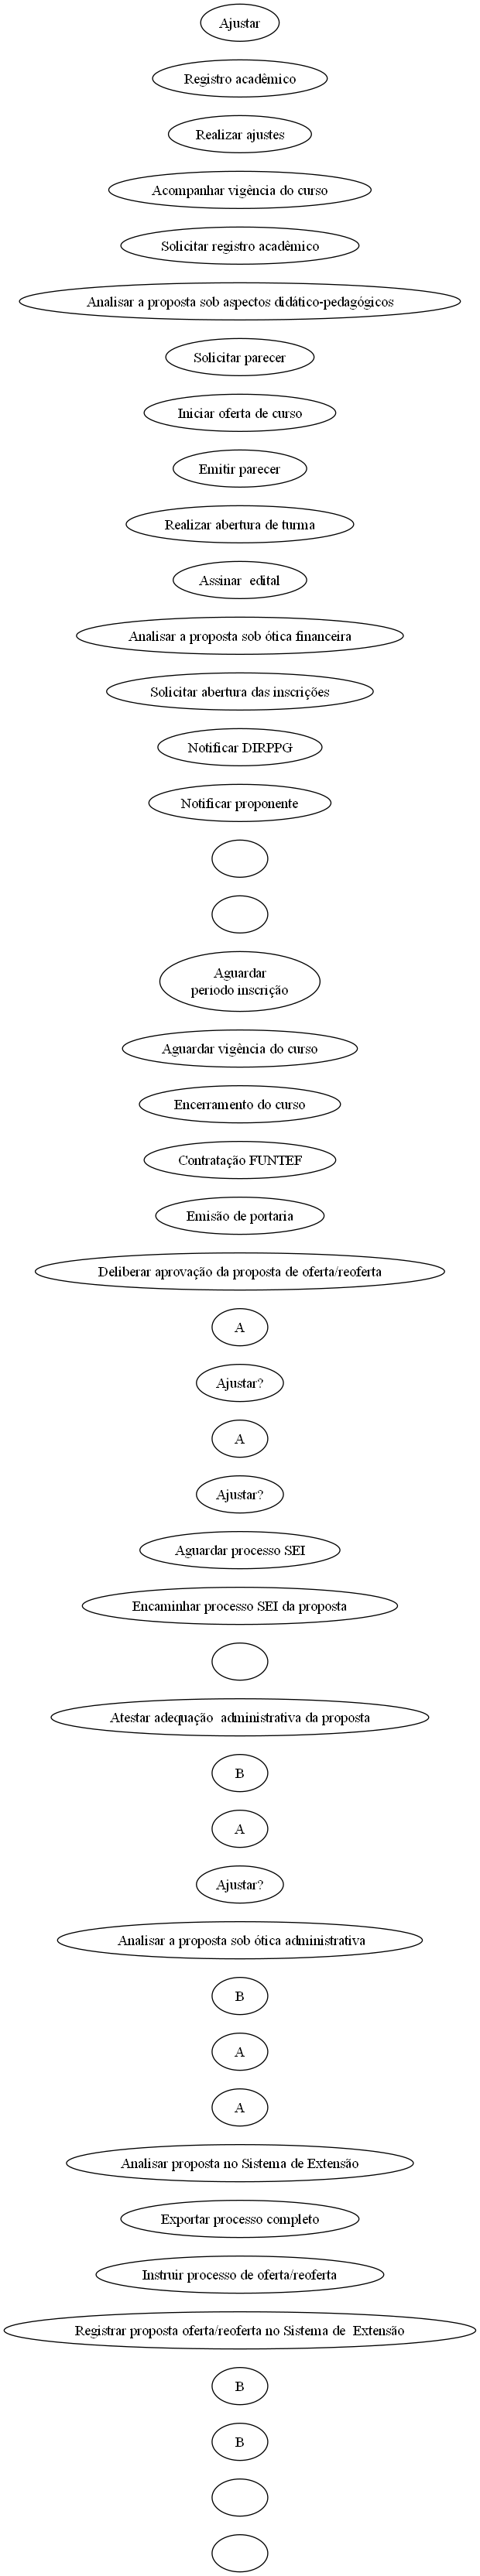 Ajustar
Registro acadêmico
Realizar ajustes
Acompanhar vigência do curso
Solicitar registro acadêmico
Analisar a proposta sob aspectos didático-pedagógicos
Solicitar parecer
Iniciar oferta de curso
Emitir parecer
Realizar abertura de turma
Assinar  edital
Analisar a proposta sob ótica financeira
Solicitar abertura das inscrições
Notificar DIRPPG
Notificar proponente
Aguardar
período inscrição
Aguardar vigência do curso
Encerramento do curso
Contratação FUNTEF
Emisão de portaria
Deliberar aprovação da proposta de oferta/reoferta
A
Ajustar?
A
Ajustar?
Aguardar processo SEI
Encaminhar processo SEI da proposta
Atestar adequação  administrativa da proposta
B
A
Ajustar?
Analisar a proposta sob ótica administrativa
B
A
A
Analisar proposta no Sistema de Extensão
Exportar processo completo
Instruir processo de oferta/reoferta
Registrar proposta oferta/reoferta no Sistema de  Extensão
B
B